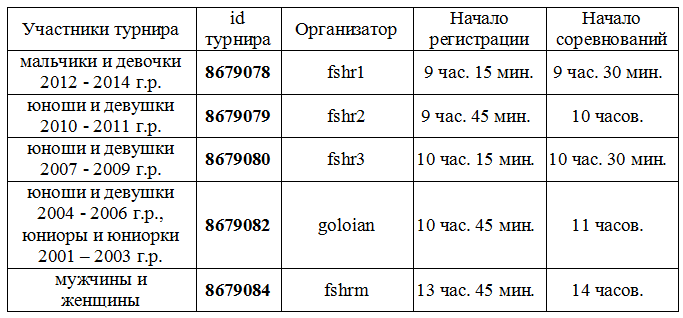 Участники турнира
id турнира
Организатор
Начало регистрации
Начало соревнований
мальчики и девочки
2012 - 2014 г.р.
8679078
fshr1
9 час. 15 мин.
9 час. 30 мин.
юноши и девушки
2010 - 2011 г.р.
8679079
fshr2
9 час. 45 мин.
10 часов.
юноши и девушки
2007 - 2009 г.р.
8679080
fshr3
10 час. 15 мин.
10 час. 30 мин.
юноши и девушки
2004 - 2006 г.р.,
юниоры и юниорки
2001 – 2003 г.р.
8679082
goloian
10 час. 45 мин.
11 часов.
мужчины и
женщины
8679084
fshrm
13 час. 45 мин.
14 часов.